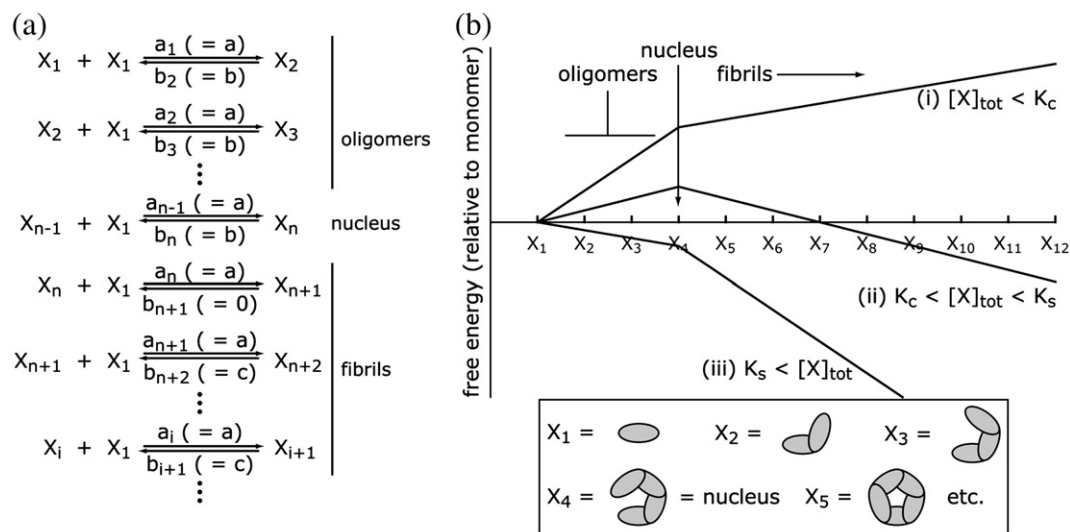 (a)
X₁ + X₁ a₁ ( = a) b₂ ( = b) X₂
X₂ + X₁ a₂ ( = a) b₃ ( = b) X₃
oligomers
Xₙ₋₁ + X₁ aₙ₋₁ ( = a) bₙ ( = b) Xₙ nucleus
Xₙ + X₁ aₙ ( = a) bₙ₊₁ ( = 0) Xₙ₊₁
Xₙ₊₁ + X₁ aₙ₊₁ ( = a) bₙ₊₂ ( = c) Xₙ₊₂
fibrils
Xᵢ + X₁ aᵢ ( = a) bᵢ₊₁ ( = c) Xᵢ₊₁
(b)
free energy (relative to monomer)
nucleus
oligomers fibrils
(i) [X]tot < Kc
X₁ X₂ X₃ X₄ X₅ X₆ X₇ X₈ X₉ X₁₀ X₁₁ X₁₂
(ii) Kc < [X]tot < Ks
(iii) Ks < [X]tot
X₁ = X₂ = X₃ =
X₄ = = nucleus X₅ = etc.